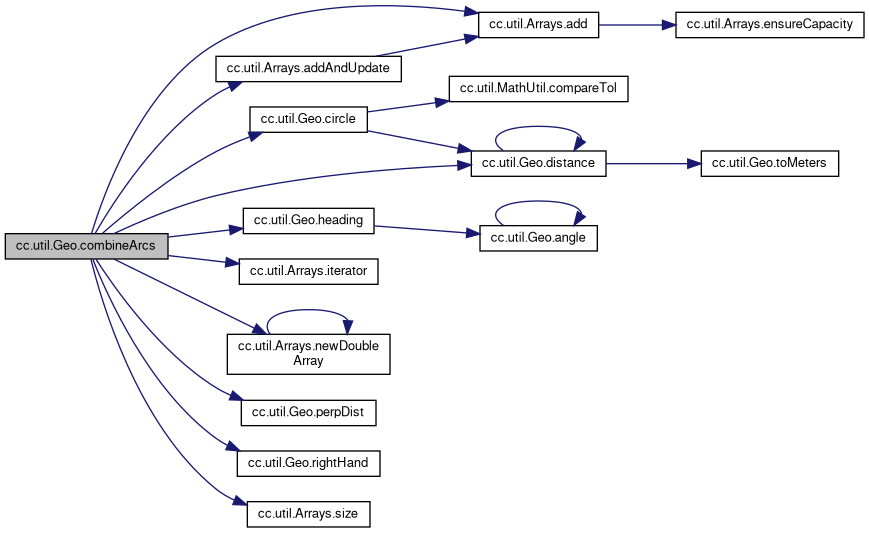 cc.util.Arrays.add
cc.util.Arrays.ensureCapacity
cc.util.Arrays.addAndUpdate
cc.util.MathUtil.compareTol
cc.util.Geo.circle
cc.util.Geo.distance
cc.util.Geo.toMeters
cc.util.Geo.heading
cc.util.Geo.angle
cc.util.Geo.combineArcs
cc.util.Arrays.iterator
cc.util.Arrays.newDouble
Array
cc.util.Geo.perpDist
cc.util.Geo.rightHand
cc.util.Arrays.size